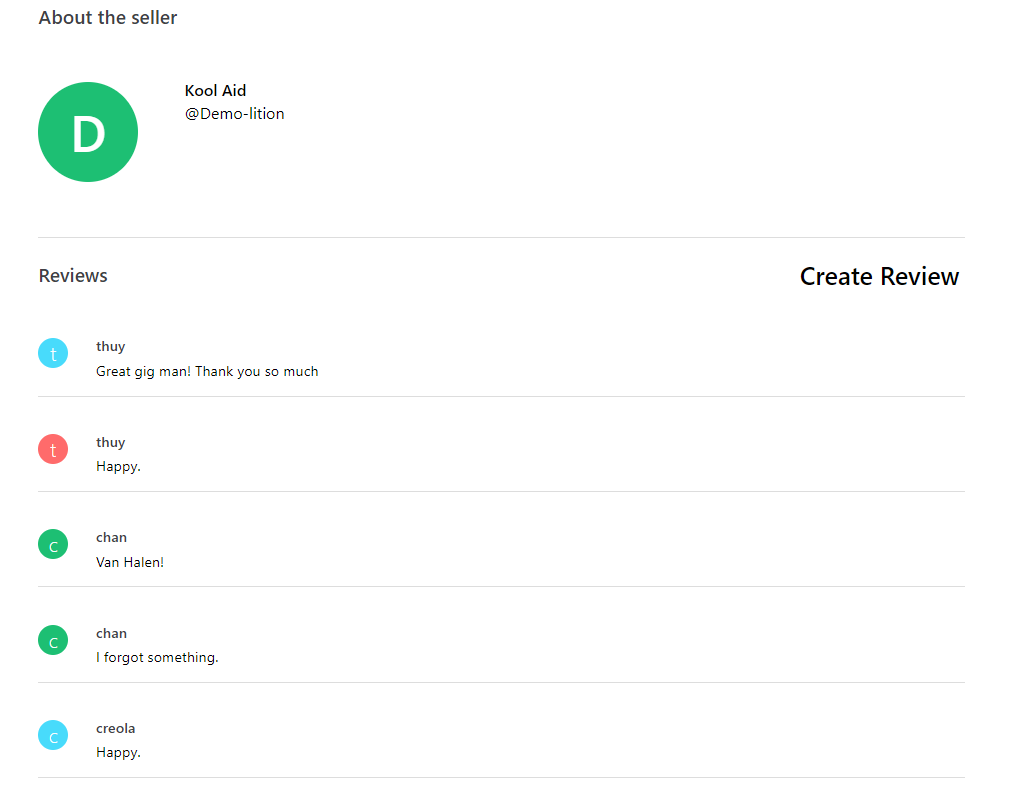 About the seller
D
Kool Aid
@Demo-lition
Reviews
Create Review
t
thuy
Great gig man! Thank you so much
t
thuy
Happy.
c
chan
Van Halen!
c
chan
I forgot something.
c
creola
Happy.